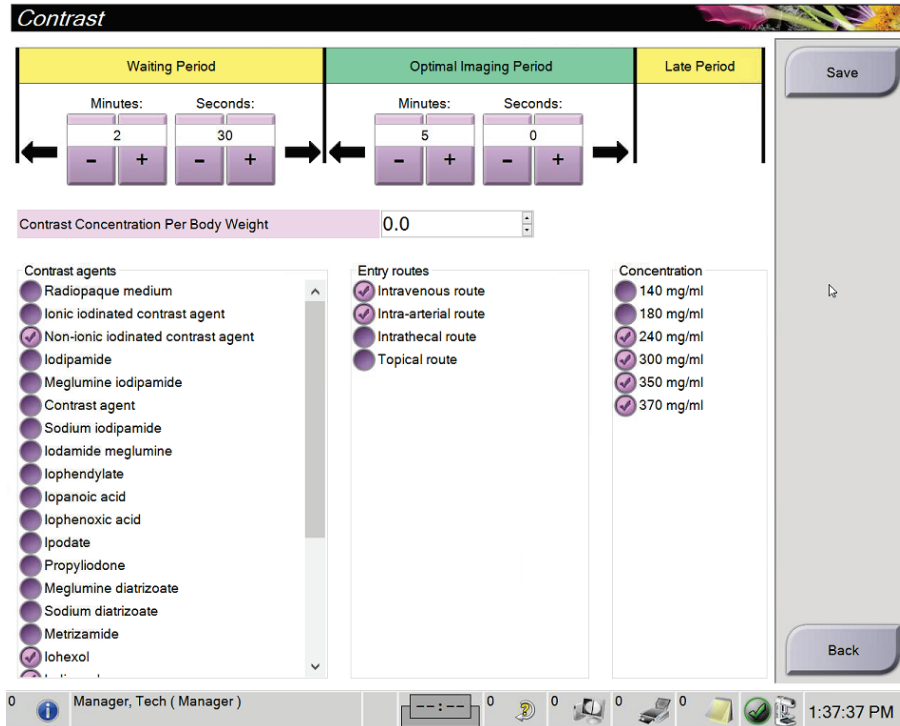 Contrast
Waiting Period
Optimal Imaging Period
Late Period
Save
Minutes:
Seconds:
Minutes:
Seconds:
2
30
5
0
- +
- +
- +
- +
Contrast Concentration Per Body Weight
0.0
Contrast agents
Radiopaque medium
Ionic iodinated contrast agent
Non-ionic iodinated contrast agent
Iodipamide
Meglumine iodipamide
Contrast agent
Sodium iodipamide
Iodamide meglumine
Iophendylate
Iopanoic acid
Iophenoxic acid
Ipodate
Propyliodone
Meglumine diatrizoate
Sodium diatrizoate
Metrizamide
Iohexol
Entry routes
Intravenous route
Intra-arterial route
Intrathecal route
Topical route
Concentration
140 mg/ml
180 mg/ml
240 mg/ml
300 mg/ml
350 mg/ml
370 mg/ml
Back
0
Manager, Tech ( Manager )
--:--
0
0
0
0
1:37:37 PM